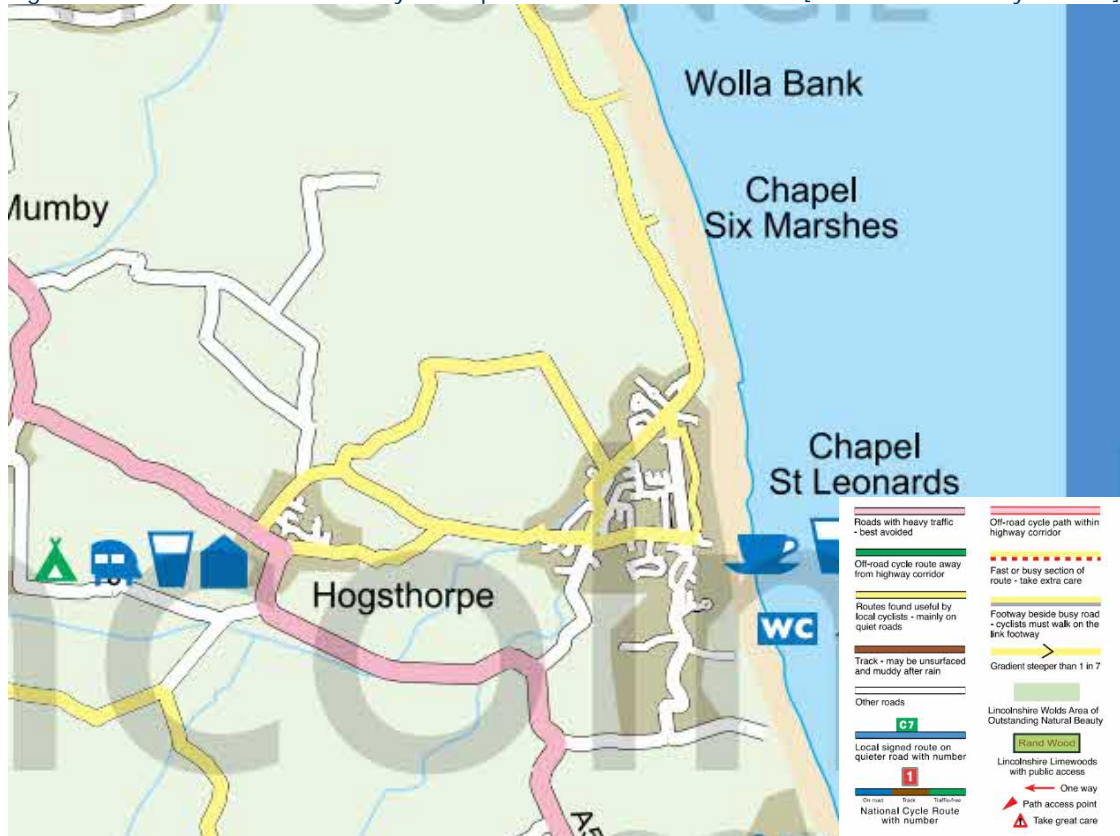 Wolla Bank
Chapel
Six Marshes
Mumby
Chapel
St Leonards
Hogsthorpe
WC
Roads with heavy traffic
- best avoided
Off-road cycle route away
from highway corridor
Routes found useful by
local cyclists - mainly on
quiet roads
Track - may be unsurfaced
and muddy after rain
Other roads
C7
Local signed route on
quieter road with number
1
On road Track Traffic-free
National Cycle Route
with number
Off-road cycle path within
highway corridor
Fast or busy section of
route - take extra care
Footway beside busy road
- cyclists must walk on the
link footway
Gradient steeper than 1 in 7
Lincolnshire Wolds Area of
Outstanding Natural Beauty
Rand Wood
Lincolnshire Limewoods
with public access
One way
Path access point
Take great care